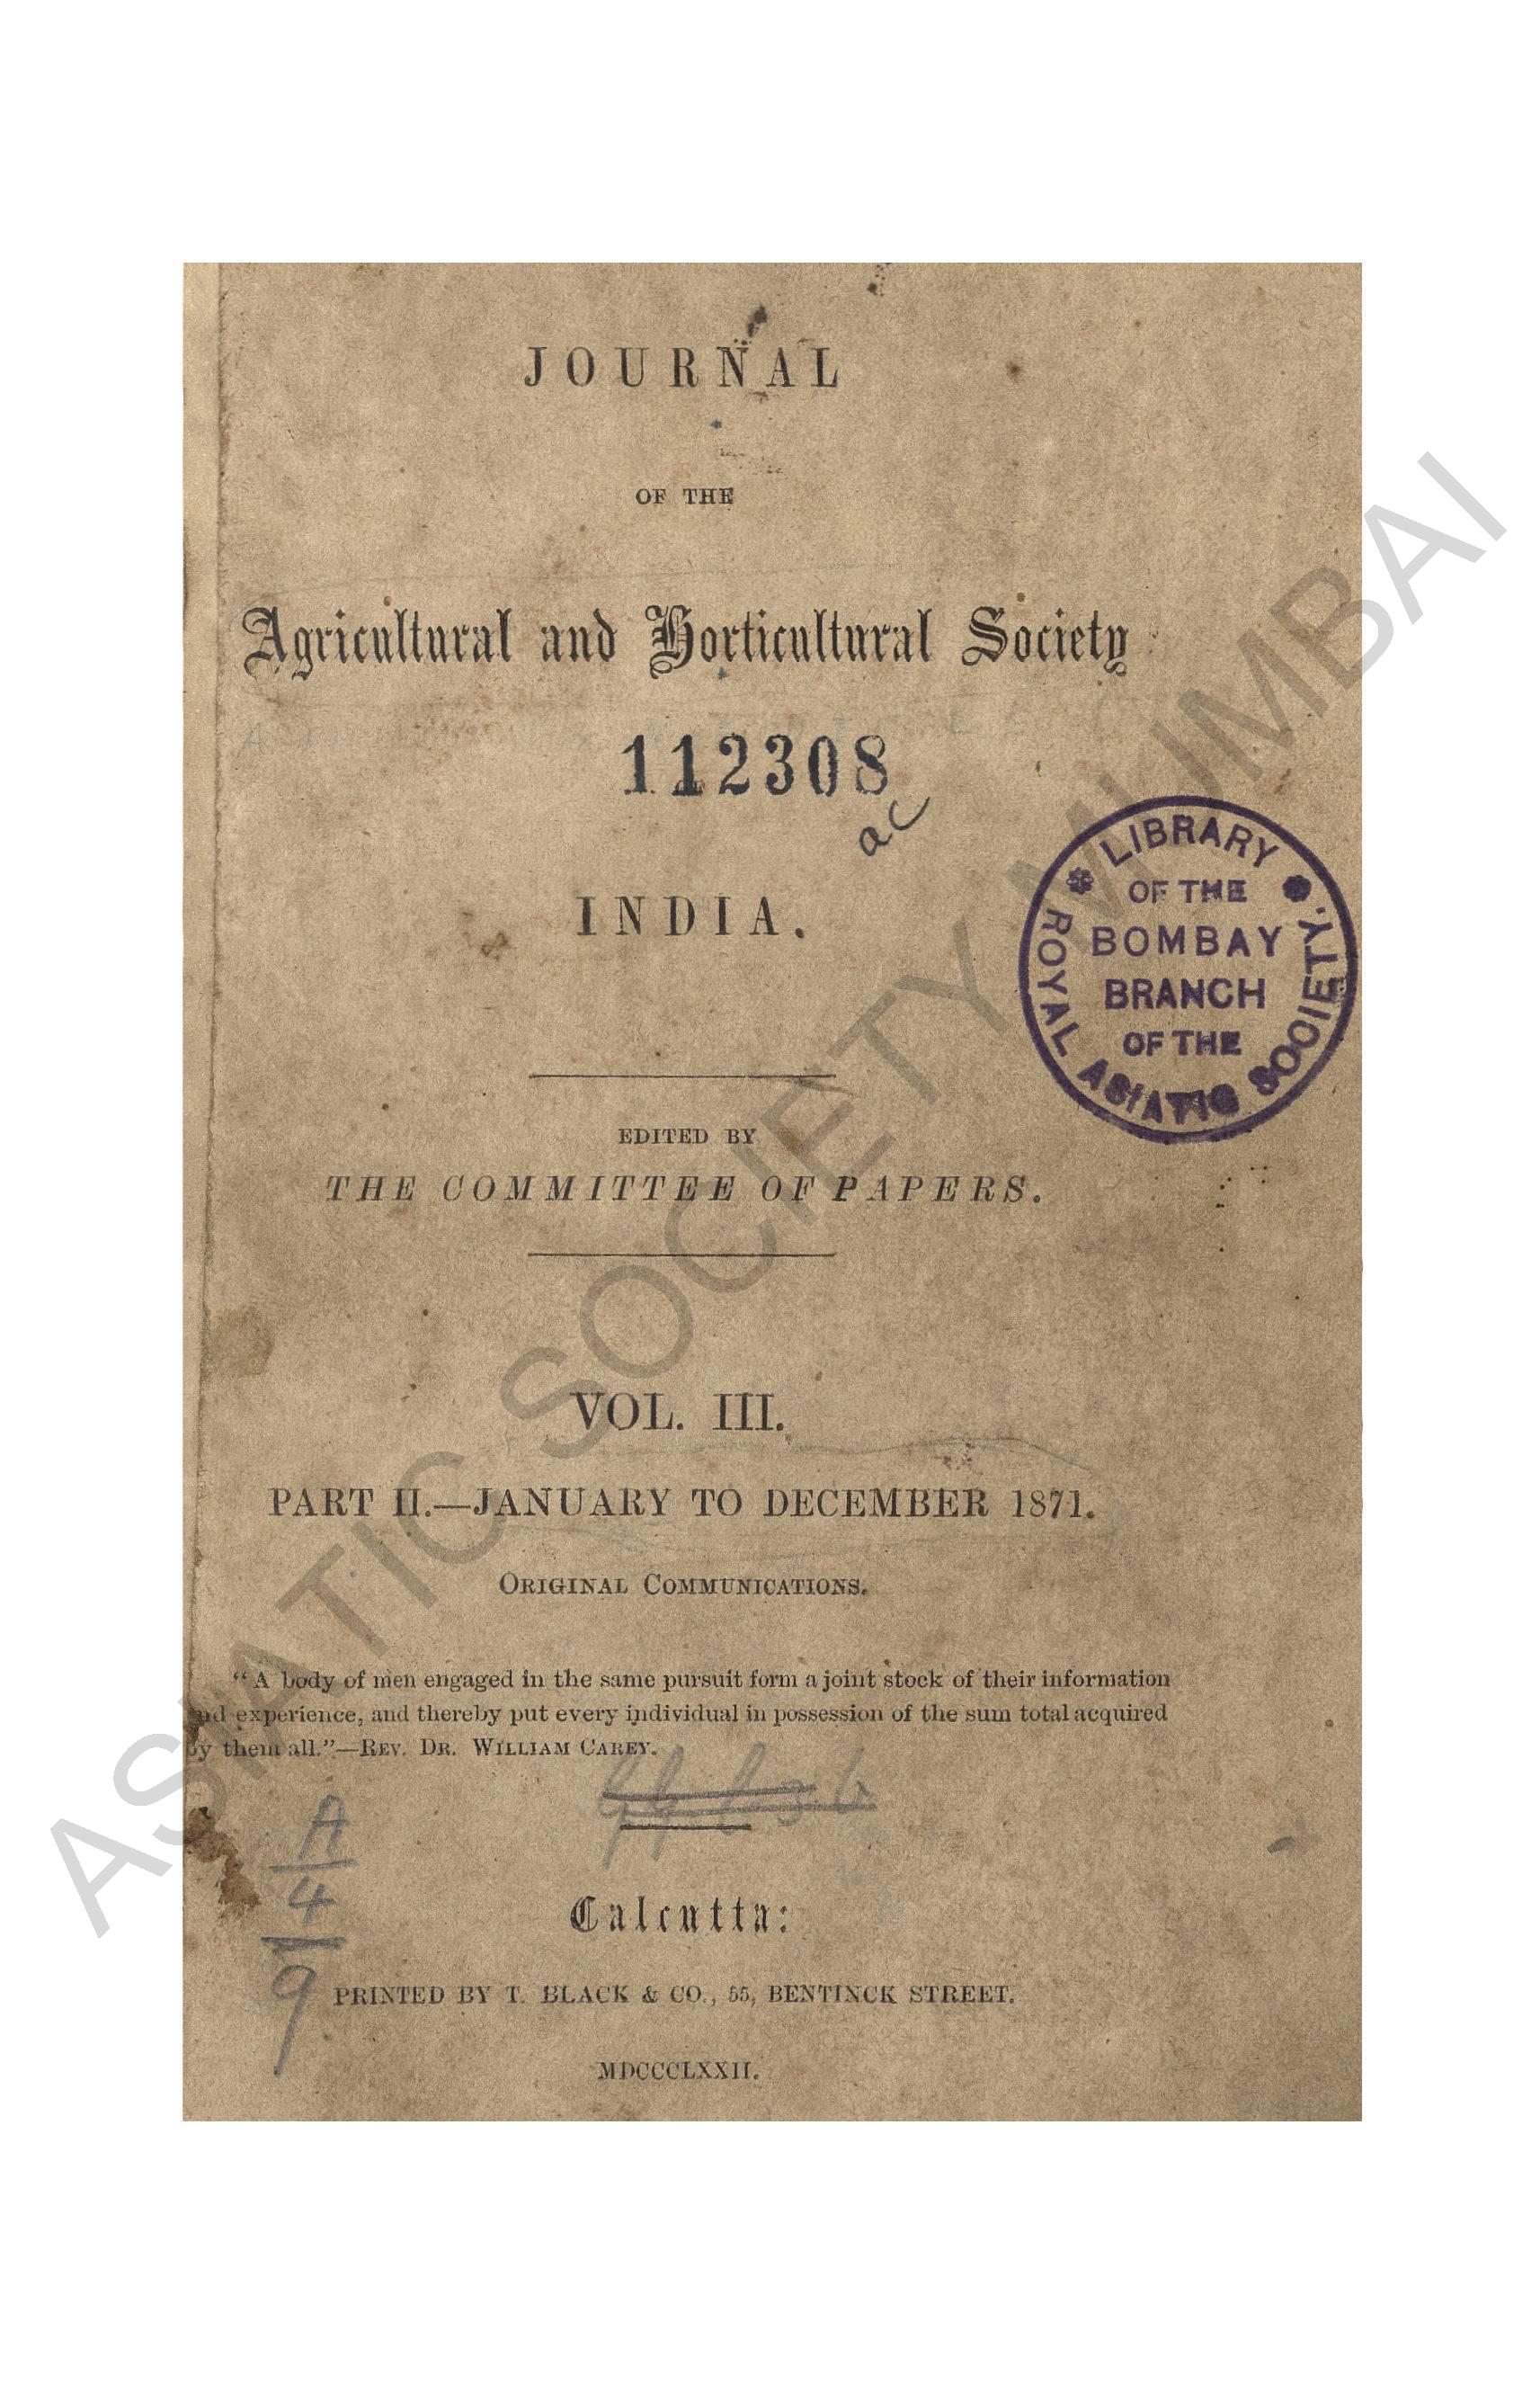 JOURNAL
OF THE
Agricultural and Horticultural Society
112308
ac
INDIA.
LIBRARY
OF THE
BOMBAY
BRANCH
OF THE
ROYAL ASIATIC SOCIETY.
EDITED BY
THE COMMITTEE OF PAPERS.
VOL. III.
PART II.—JANUARY TO DECEMBER 1871.
ORIGINAL COMMUNICATIONS.
"A body of men engaged in the same pursuit form a joint stock of their information
and experience, and thereby put every individual in possession of the sum total acquired
by them all."—REV. DR. WILLIAM CAREY.
A
4
9
Calcutta:
PRINTED BY T. BLACK & CO., 55, BENTINCK STREET.
MDCCCLXXII.
ASIATIC SOCIETY MUMBAI